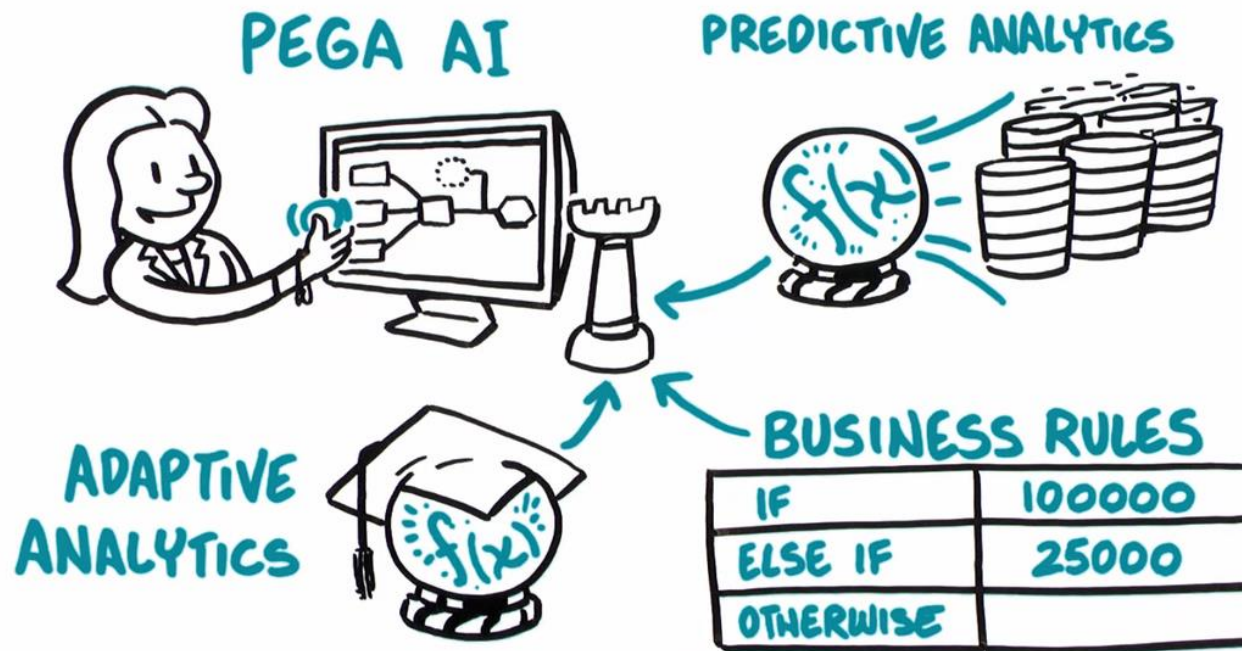 PEGA AI
PREDICTIVE ANALYTICS
f(x)
ADAPTIVE
ANALYTICS
f(x)
BUSINESS RULES
IF 100000
ELSE IF 25000
OTHERWISE